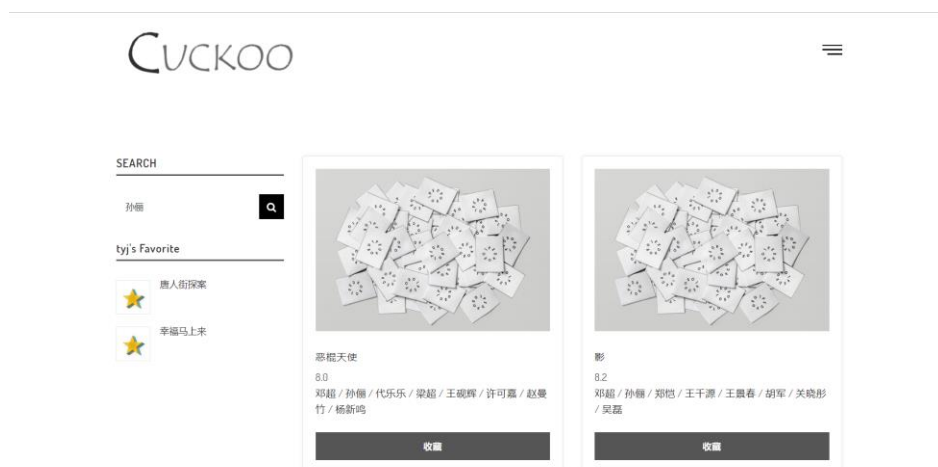 CUCKOO
SEARCH
孙俪
tyj's Favorite
唐人街探案
幸福马上来
恶棍天使
8.0
邓超 / 孙俪 / 代乐乐 / 梁超 / 王砚辉 / 许可嘉 / 赵曼
竹 / 杨新鸣
收藏
影
8.2
邓超 / 孙俪 / 郑恺 / 王千源 / 王景春 / 胡军 / 关晓彤
/ 吴磊
收藏